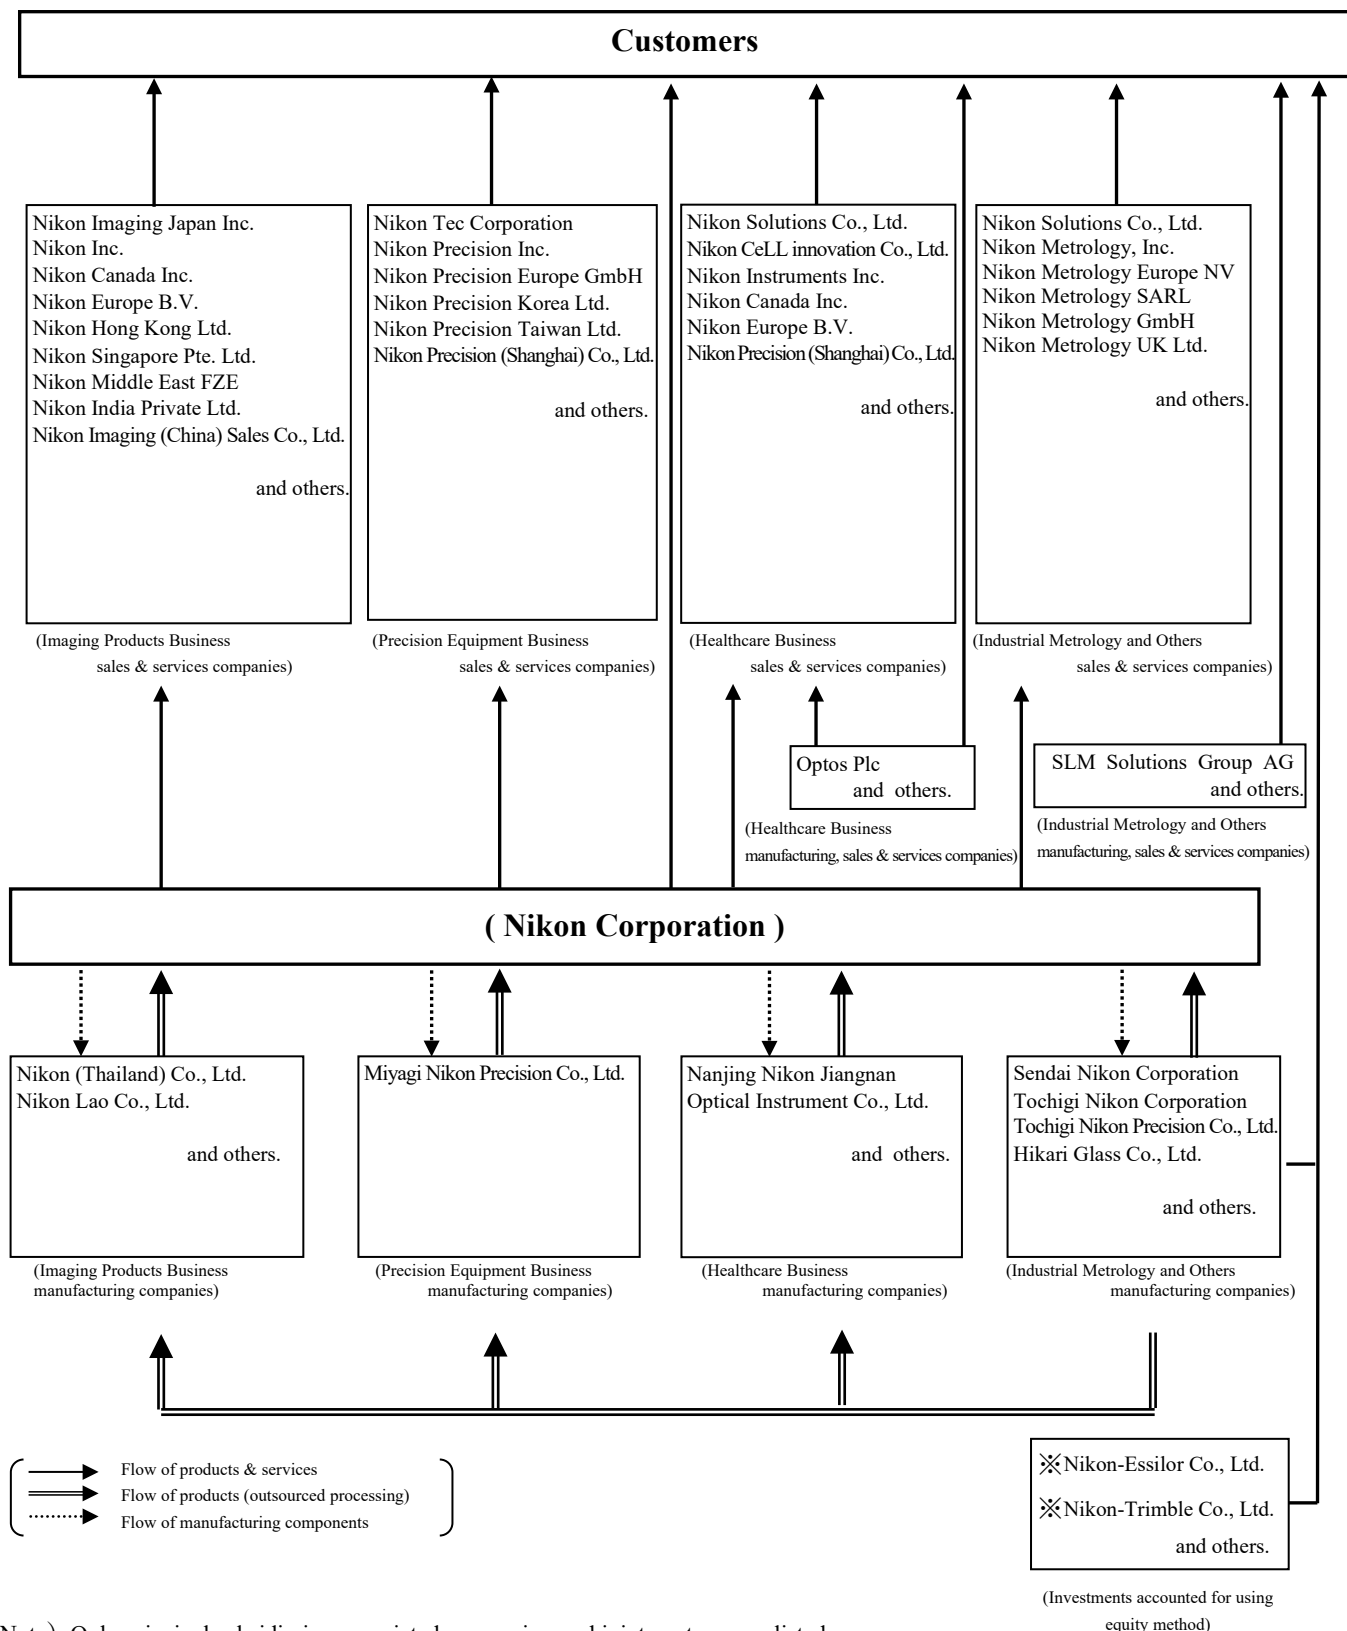 Customers
Nikon Imaging Japan Inc.
Nikon Inc.
Nikon Canada Inc.
Nikon Europe B.V.
Nikon Hong Kong Ltd.
Nikon Singapore Pte. Ltd.
Nikon Middle East FZE
Nikon India Private Ltd.
Nikon Imaging (China) Sales Co., Ltd.
and others.
(Imaging Products Business
sales & services companies)
Nikon Tec Corporation
Nikon Precision Inc.
Nikon Precision Europe GmbH
Nikon Precision Korea Ltd.
Nikon Precision Taiwan Ltd.
Nikon Precision (Shanghai) Co., Ltd.
and others.
(Precision Equipment Business
sales & services companies)
Nikon Solutions Co., Ltd.
Nikon CeLL innovation Co., Ltd.
Nikon Instruments Inc.
Nikon Canada Inc.
Nikon Europe B.V.
Nikon Precision (Shanghai) Co., Ltd.
and others.
(Healthcare Business
sales & services companies)
Nikon Solutions Co., Ltd.
Nikon Metrology, Inc.
Nikon Metrology Europe NV
Nikon Metrology SARL
Nikon Metrology GmbH
Nikon Metrology UK Ltd.
and others.
(Industrial Metrology and Others
sales & services companies)
Optos Plc
and others.
(Healthcare Business
manufacturing, sales & services companies)
SLM Solutions Group AG
and others.
(Industrial Metrology and Others
manufacturing, sales & services companies)
( Nikon Corporation )
Nikon (Thailand) Co., Ltd.
Nikon Lao Co., Ltd.
and others.
(Imaging Products Business
manufacturing companies)
Miyagi Nikon Precision Co., Ltd.
(Precision Equipment Business
manufacturing companies)
Nanjing Nikon Jiangnan
Optical Instrument Co., Ltd.
and others.
(Healthcare Business
manufacturing companies)
Sendai Nikon Corporation
Tochigi Nikon Corporation
Tochigi Nikon Precision Co., Ltd.
Hikari Glass Co., Ltd.
and others.
(Industrial Metrology and Others
manufacturing companies)
Flow of products & services
Flow of products (outsourced processing)
Flow of manufacturing components
※Nikon-Essilor Co., Ltd.
※Nikon-Trimble Co., Ltd.
and others.
(Investments accounted for using
equity method)